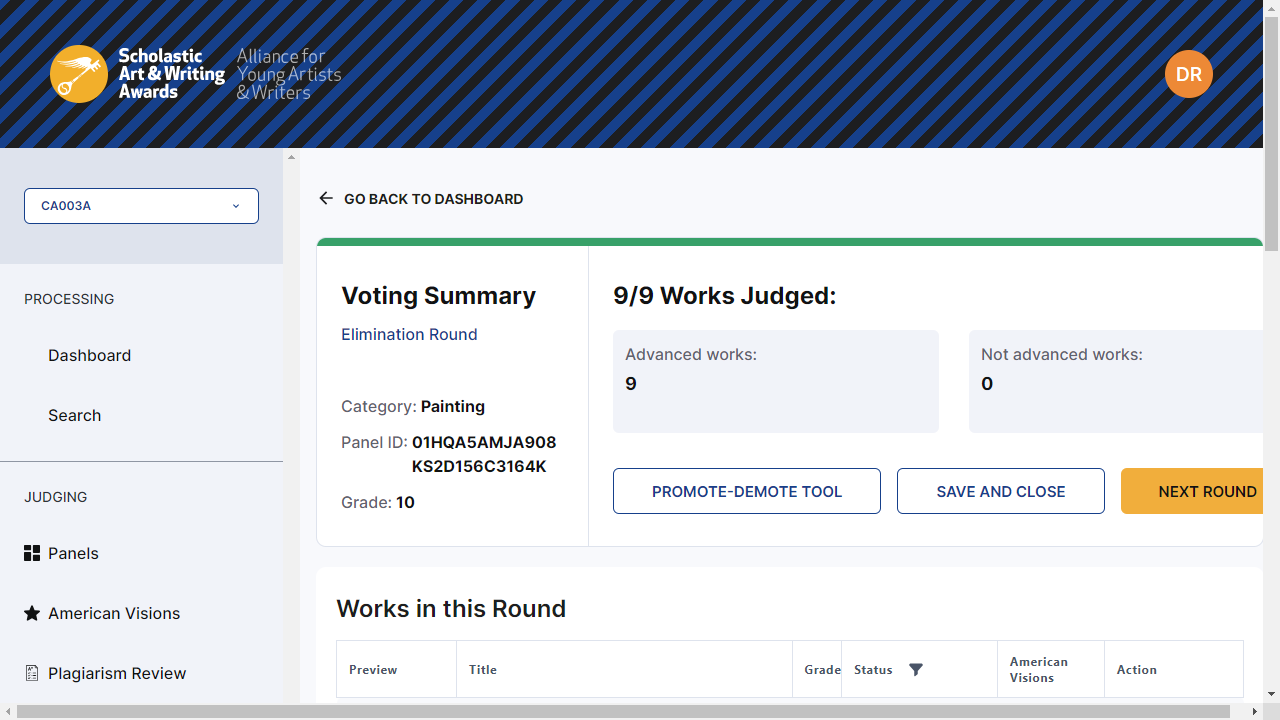 Scholastic
Art & Writing
Awards
Alliance for
Young Artists
& Writers
DR
CA003A
PROCESSING
Dashboard
Search
JUDGING
Panels
American Visions
Plagiarism Review
GO BACK TO DASHBOARD
Voting Summary
Elimination Round
Category: Painting
Panel ID: 01HQA5AMJA908
KS2D156C3164K
Grade: 10
9/9 Works Judged:
Advanced works:
9
Not advanced works:
0
PROMOTE-DEMOTE TOOL
SAVE AND CLOSE
NEXT ROUND
Works in this Round
Preview
Title
Grade
Status
American
Visions
Action